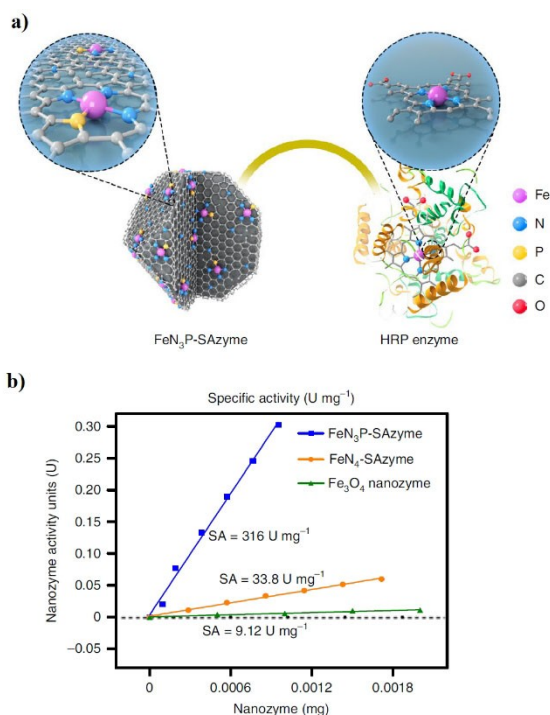 a)
Fe
N
P
C
O
FeN₃P-SAzyme
HRP enzyme
b)
Specific activity (U mg⁻¹)
Nanozyme activity units (U)
0.30
0.25
0.20
0.15
0.10
0.05
0
−0.05
FeN₃P-SAzyme
FeN₄-SAzyme
Fe₃O₄ nanozyme
SA = 316 U mg⁻¹
SA = 33.8 U mg⁻¹
SA = 9.12 U mg⁻¹
0
0.0006
0.0012
0.0018
Nanozyme (mg)